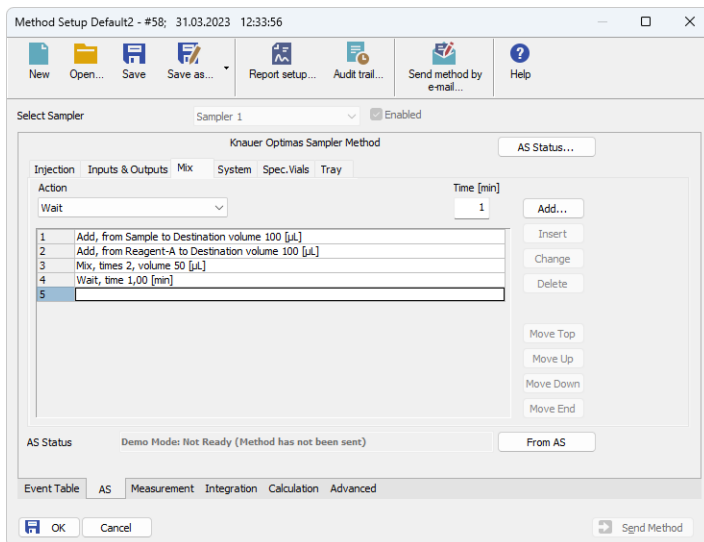 Method Setup Default2 - #58; 31.03.2023 12:33:56
New Open... Save Save as... Report setup... Audit trail... Send method by e-mail... Help
Select Sampler Sampler 1 Enabled
Knauer Optimas Sampler Method AS Status...
Injection Inputs & Outputs Mix System Spec.Vials Tray
Action Time [min]
Wait 1 Add...
1 Add, from Sample to Destination volume 100 [µL]
2 Add, from Reagent-A to Destination volume 100 [µL]
3 Mix, times 2, volume 50 [µL]
4 Wait, time 1,00 [min]
5
Insert
Change
Delete
Move Top
Move Up
Move Down
Move End
AS Status Demo Mode: Not Ready (Method has not been sent) From AS
Event Table AS Measurement Integration Calculation Advanced
OK Cancel Send Method